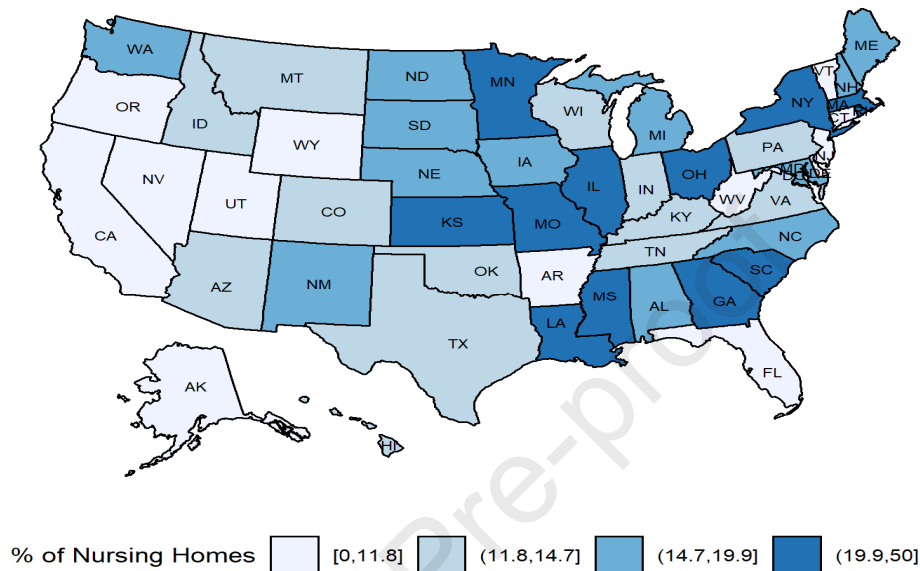 WA
ME
MT
ND
MN
VT
NH
OR
WI
NY
MA
ID
SD
MI
CT
WY
PA
IA
NE
OH
NV
IL
IN
DE
UT
WV
CO
VA
CA
KS
MO
KY
NC
TN
OK
AZ
NM
AR
SC
MS
AL
GA
LA
TX
FL
AK
HI
Pre-proof
% of Nursing Homes [0,11.8] (11.8,14.7] (14.7,19.9] (19.9,50]